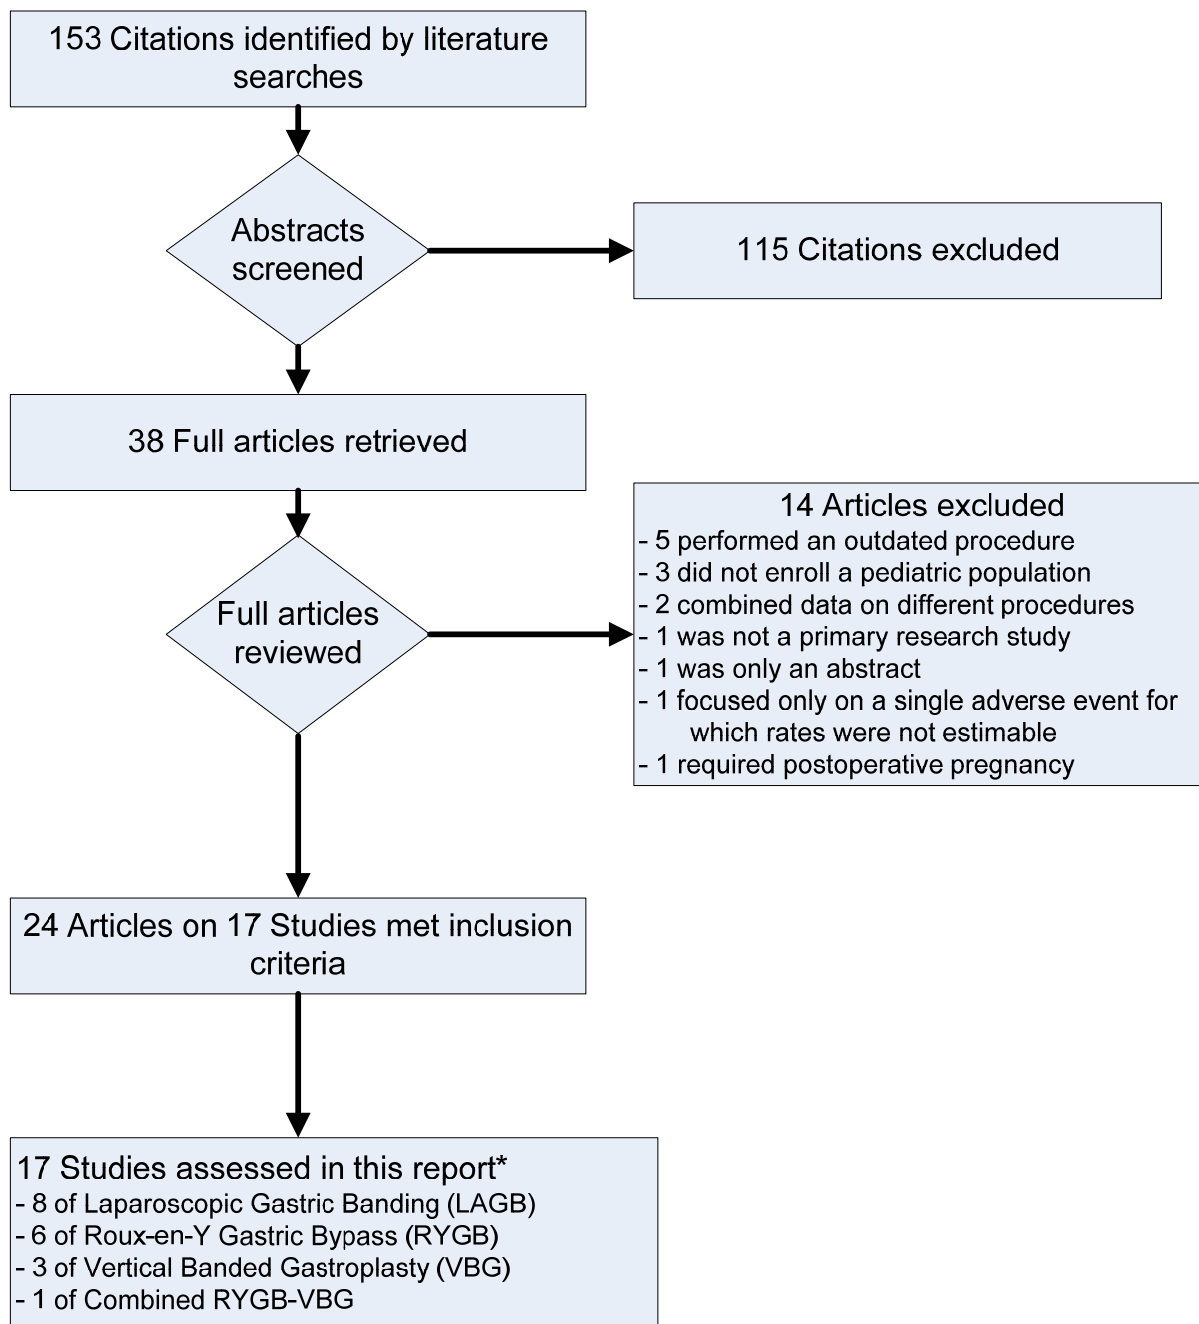 153 Citations identified by literature
searches
Abstracts
screened
115 Citations excluded
38 Full articles retrieved
14 Articles excluded
- 5 performed an outdated procedure
- 3 did not enroll a pediatric population
- 2 combined data on different procedures
- 1 was not a primary research study
- 1 was only an abstract
- 1 focused only on a single adverse event for
which rates were not estimable
- 1 required postoperative pregnancy
Full articles
reviewed
24 Articles on 17 Studies met inclusion
criteria
17 Studies assessed in this report*
- 8 of Laparoscopic Gastric Banding (LAGB)
- 6 of Roux-en-Y Gastric Bypass (RYGB)
- 3 of Vertical Banded Gastroplasty (VBG)
- 1 of Combined RYGB-VBG